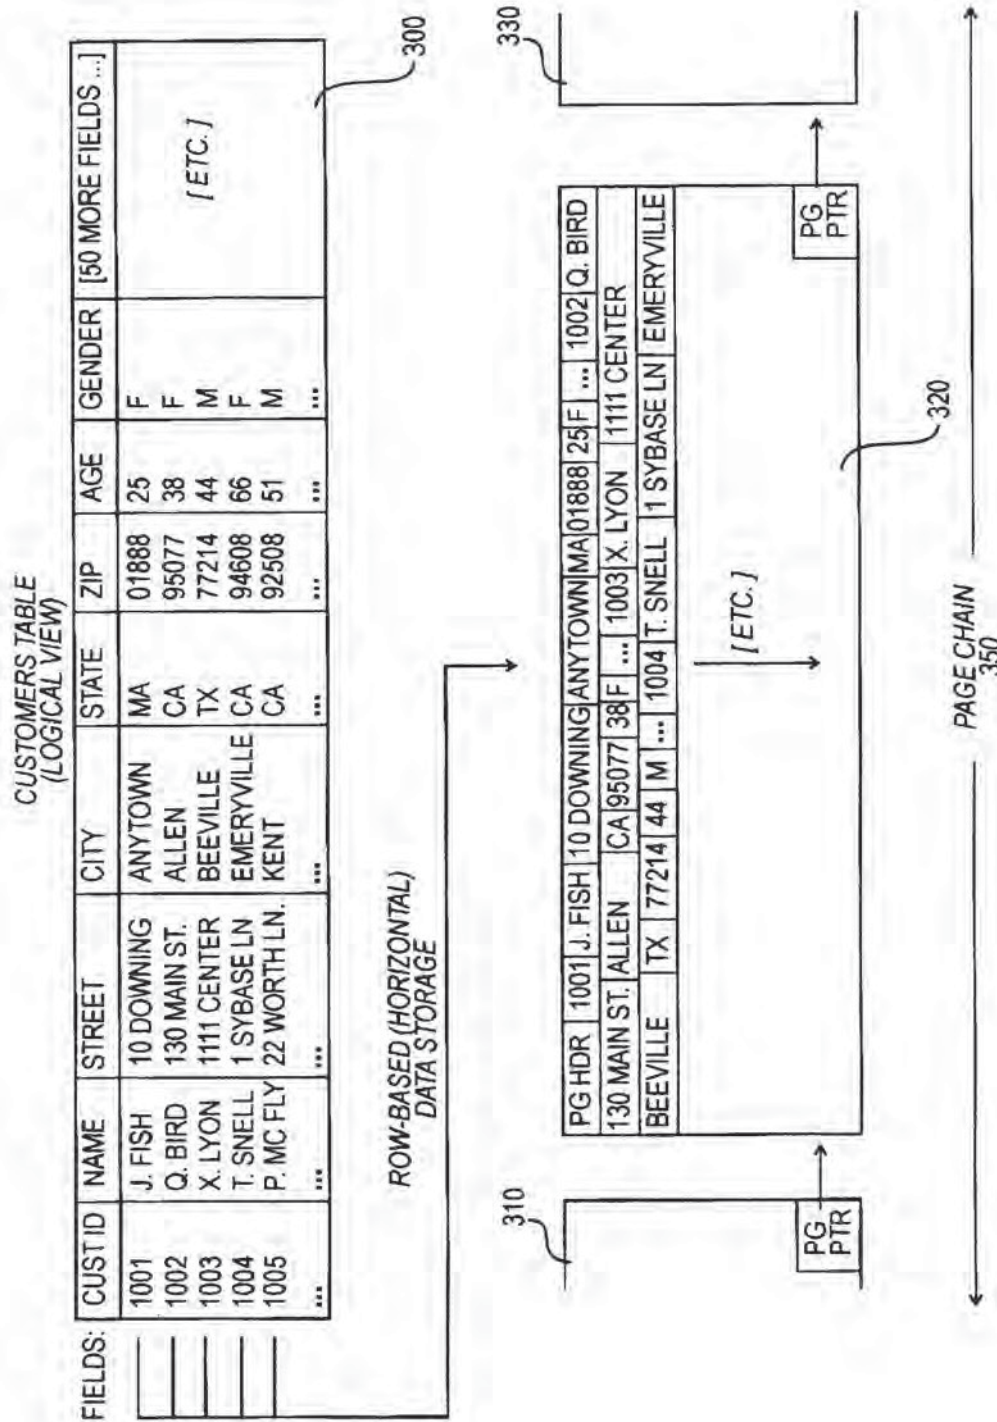 CUSTOMERS TABLE
(LOGICAL VIEW)
FIELDS: CUST ID NAME STREET CITY STATE ZIP AGE GENDER [50 MORE FIELDS ...]
1001 J. FISH 10 DOWNING ANYTOWN MA 01888 25 F
1002 Q. BIRD 130 MAIN ST. ALLEN CA 95077 38 F
1003 X. LYON 1111 CENTER BEEVILLE TX 77214 44 M
1004 T. SNELL 1 SYBASE LN EMERYVILLE CA 94608 66 F
1005 P. MC FLY 22 WORTH LN. KENT CA 92508 51 M
... ... ... ... ... ... ... ...
[ETC.]
300
ROW-BASED (HORIZONTAL)
DATA STORAGE
310
330
PG HDR 1001 J. FISH 10 DOWNING ANYTOWN MA 01888 25 F ... 1002 Q. BIRD
130 MAIN ST. ALLEN CA 95077 38 F ... 1003 X. LYON 1111 CENTER
BEEVILLE TX 77214 44 M ... 1004 T. SNELL 1 SYBASE LN EMERYVILLE
[ETC.]
PG
PTR
PG
PTR
320
PAGE CHAIN
350